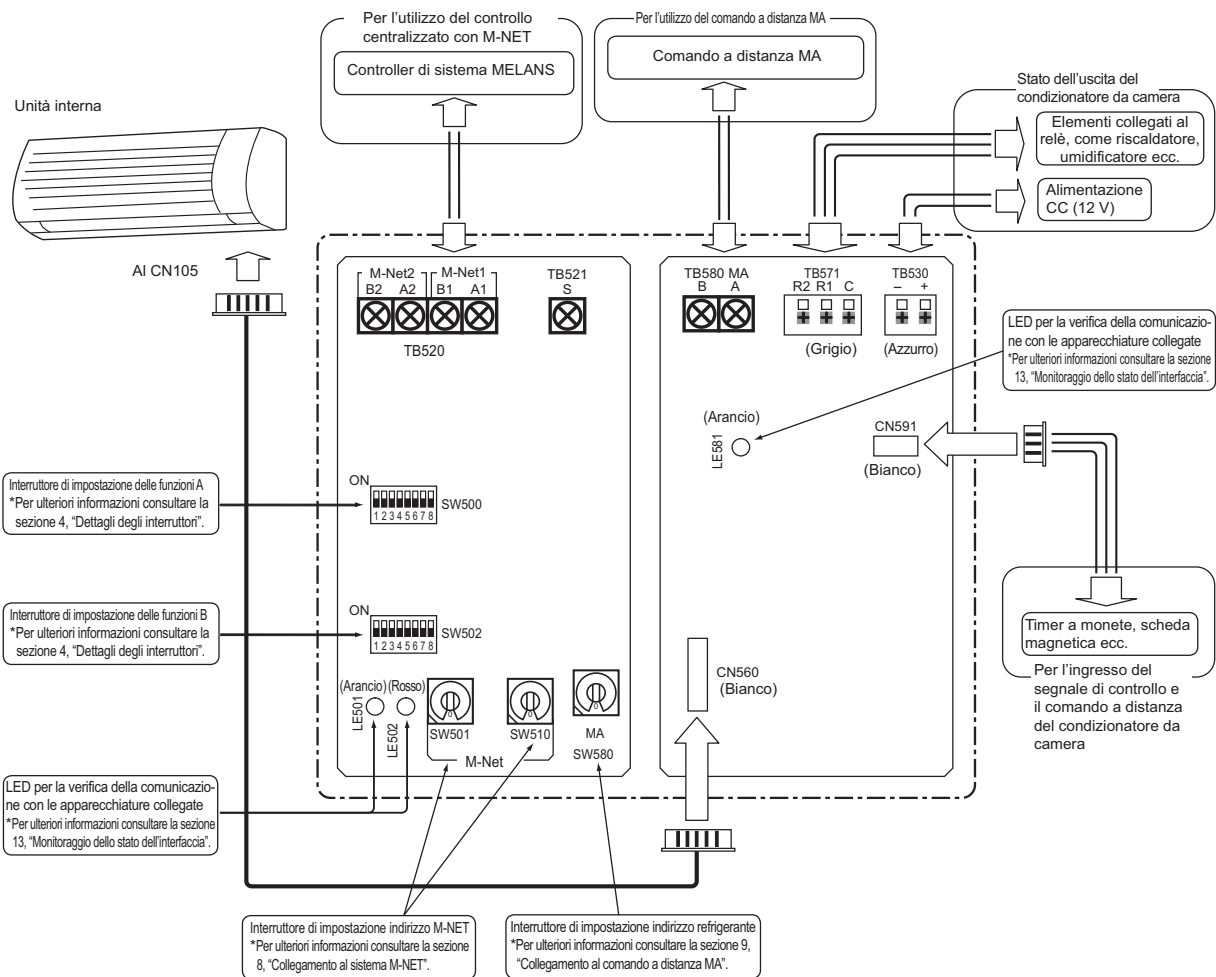 Per l'utilizzo del controllo
centralizzato con M-NET
Controller di sistema MELANS
Per l'utilizzo del comando a distanza MA
Comando a distanza MA
Stato dell'uscita del
condizionatore da camera
Elementi collegati al
relè, come riscaldatore,
umidificatore ecc.
Alimentazione
CC (12 V)
Unità interna
Al CN105
M-Net2 M-Net1
B2 A2 B1 A1
TB520
TB521
S
TB580 MA
B A
TB571
R2 R1 C
(Grigio)
TB530
– +
(Azzurro)
LED per la verifica della comunicazio-
ne con le apparecchiature collegate
*Per ulteriori informazioni consultare la sezione
13, “Monitoraggio dello stato dell'interfaccia”.
(Arancio)
LE581
CN591
(Bianco)
Interruttore di impostazione delle funzioni A
*Per ulteriori informazioni consultare la
sezione 4, “Dettagli degli interruttori”.
ON
1 2 3 4 5 6 7 8
SW500
Interruttore di impostazione delle funzioni B
*Per ulteriori informazioni consultare la
sezione 4, “Dettagli degli interruttori”.
ON
1 2 3 4 5 6 7 8
SW502
Timer a monete, scheda
magnetica ecc.
Per l'ingresso del
segnale di controllo e
il comando a distanza
del condizionatore da
camera
CN560
(Bianco)
(Arancio) (Rosso)
LE501
LE502
0
SW501
0
SW510
M-Net
0
MA
SW580
LED per la verifica della comunicazio-
ne con le apparecchiature collegate
*Per ulteriori informazioni consultare la sezione
13, “Monitoraggio dello stato dell'interfaccia”.
Interruttore di impostazione indirizzo M-NET
*Per ulteriori informazioni consultare la sezione
8, “Collegamento al sistema M-NET”.
Interruttore di impostazione indirizzo refrigerante
*Per ulteriori informazioni consultare la sezione 9,
“Collegamento al comando a distanza MA”.